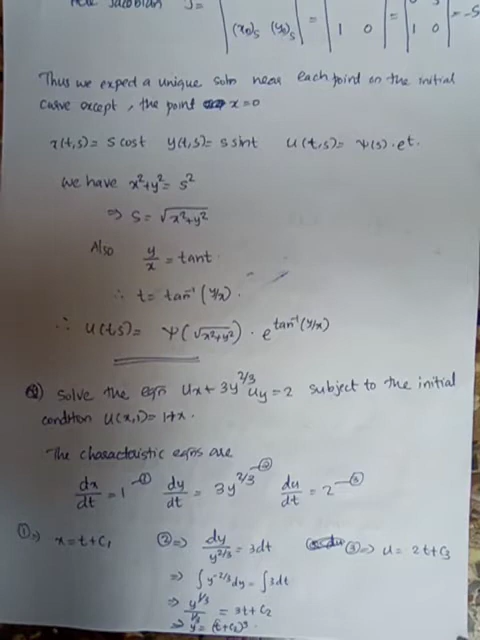 Here Jacobian J = | (x0)s (y0)s | = | 1 0 | = | 1 0 | = -s
Thus we expect a unique soln near each point on the initial
curve except, the point x=0
x(t,s) = s cost y(t,s) = s sint u(t,s) = ψ(s)·e^t.
We have x²+y² = s²
⇒ s = √(x²+y²)
Also y/x = tant
∴ t = tan⁻¹(y/x).
∴ u(t,s) = ψ(√(x²+y²)) · e^(tan⁻¹(y/x))
Q) Solve the eqn ux + 3y^(2/3) uy = 2 subject to the initial
condition u(x,1) = 1+x.
The characteristic eqns are
dx/dt = 1 —① dy/dt = 3y^(2/3) —② du/dt = 2 —③
①⇒ x = t+C₁ ②⇒ dy/y^(2/3) = 3dt ③⇒ u = 2t+C₃
⇒ ∫y^(-2/3) dy = ∫3dt
⇒ y^(1/3)/(1/3) = 3t+C₂
⇒ y = (t+C₂)³.